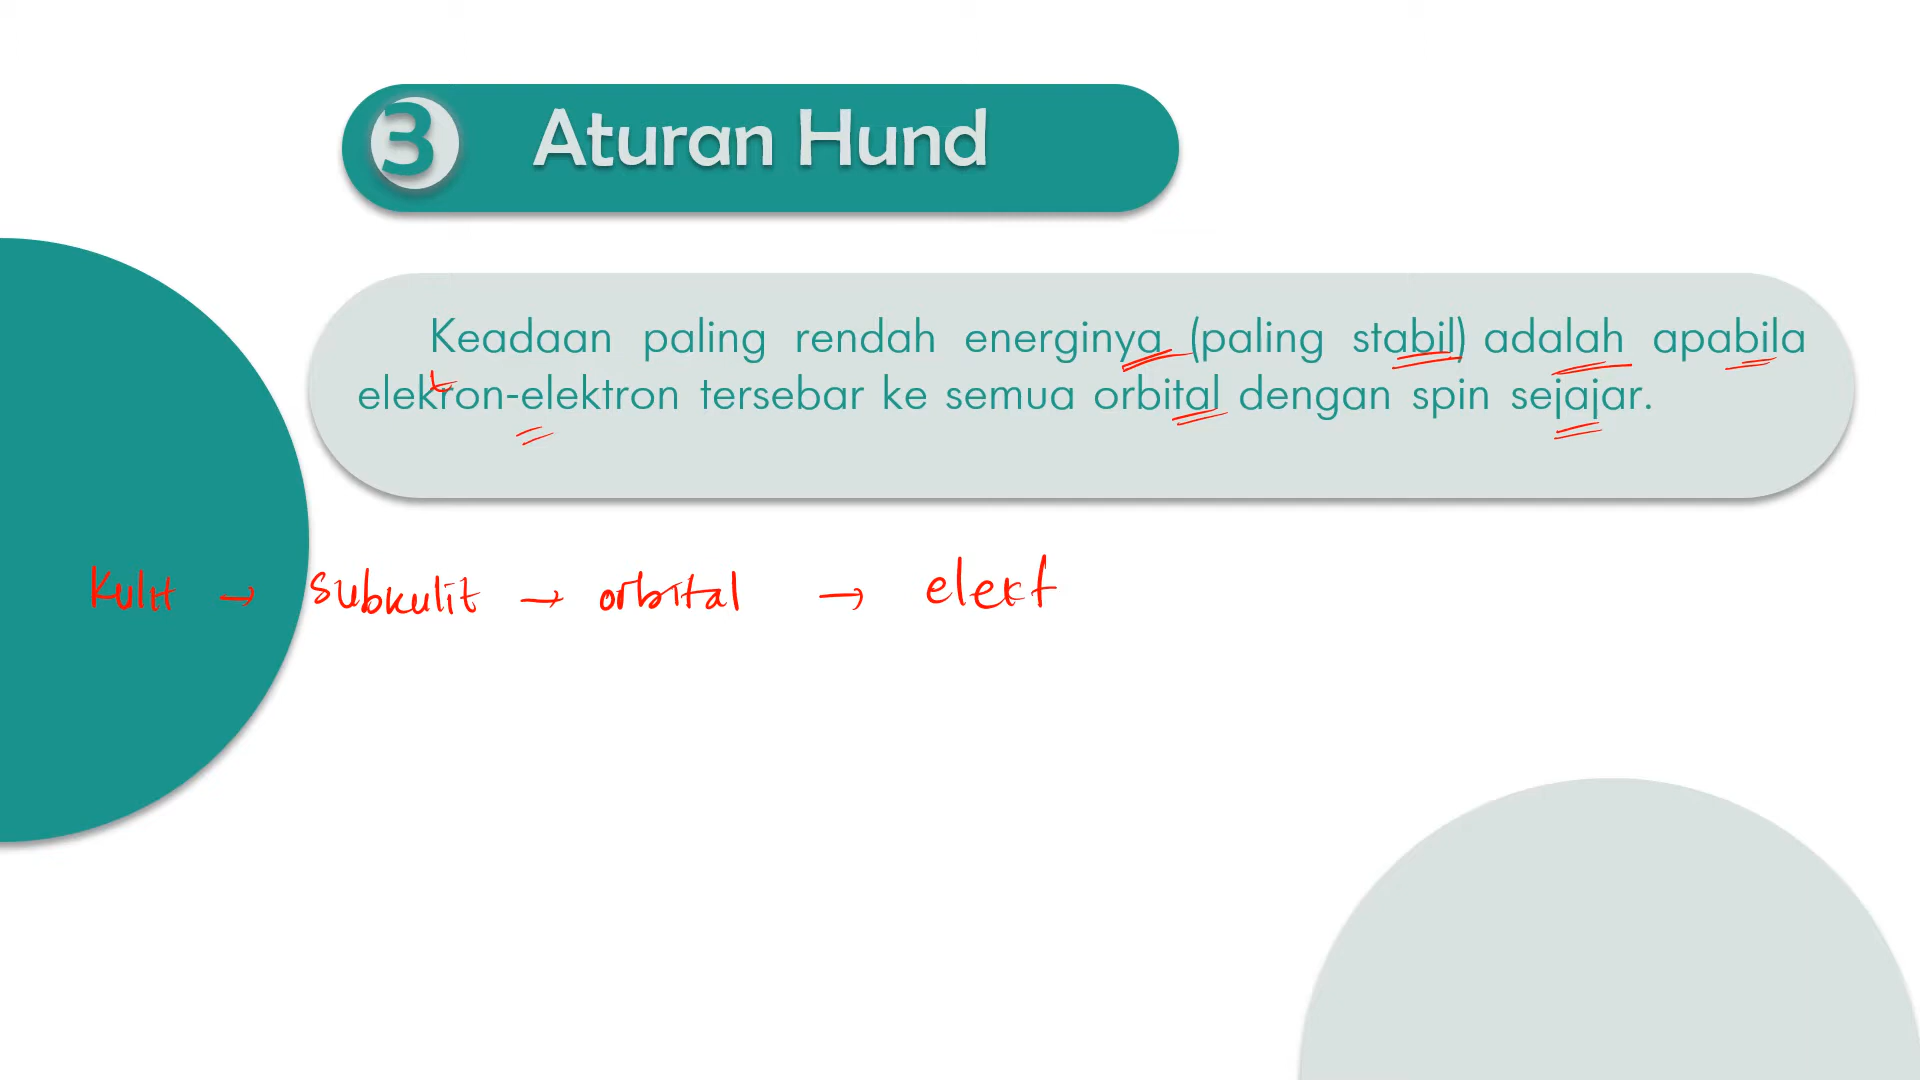 3 Aturan Hund
Keadaan paling rendah energinya (paling stabil) adalah apabila
elekron-elektron tersebar ke semua orbital dengan spin sejajar.
t
Kulit → subkulit → orbital → elekt